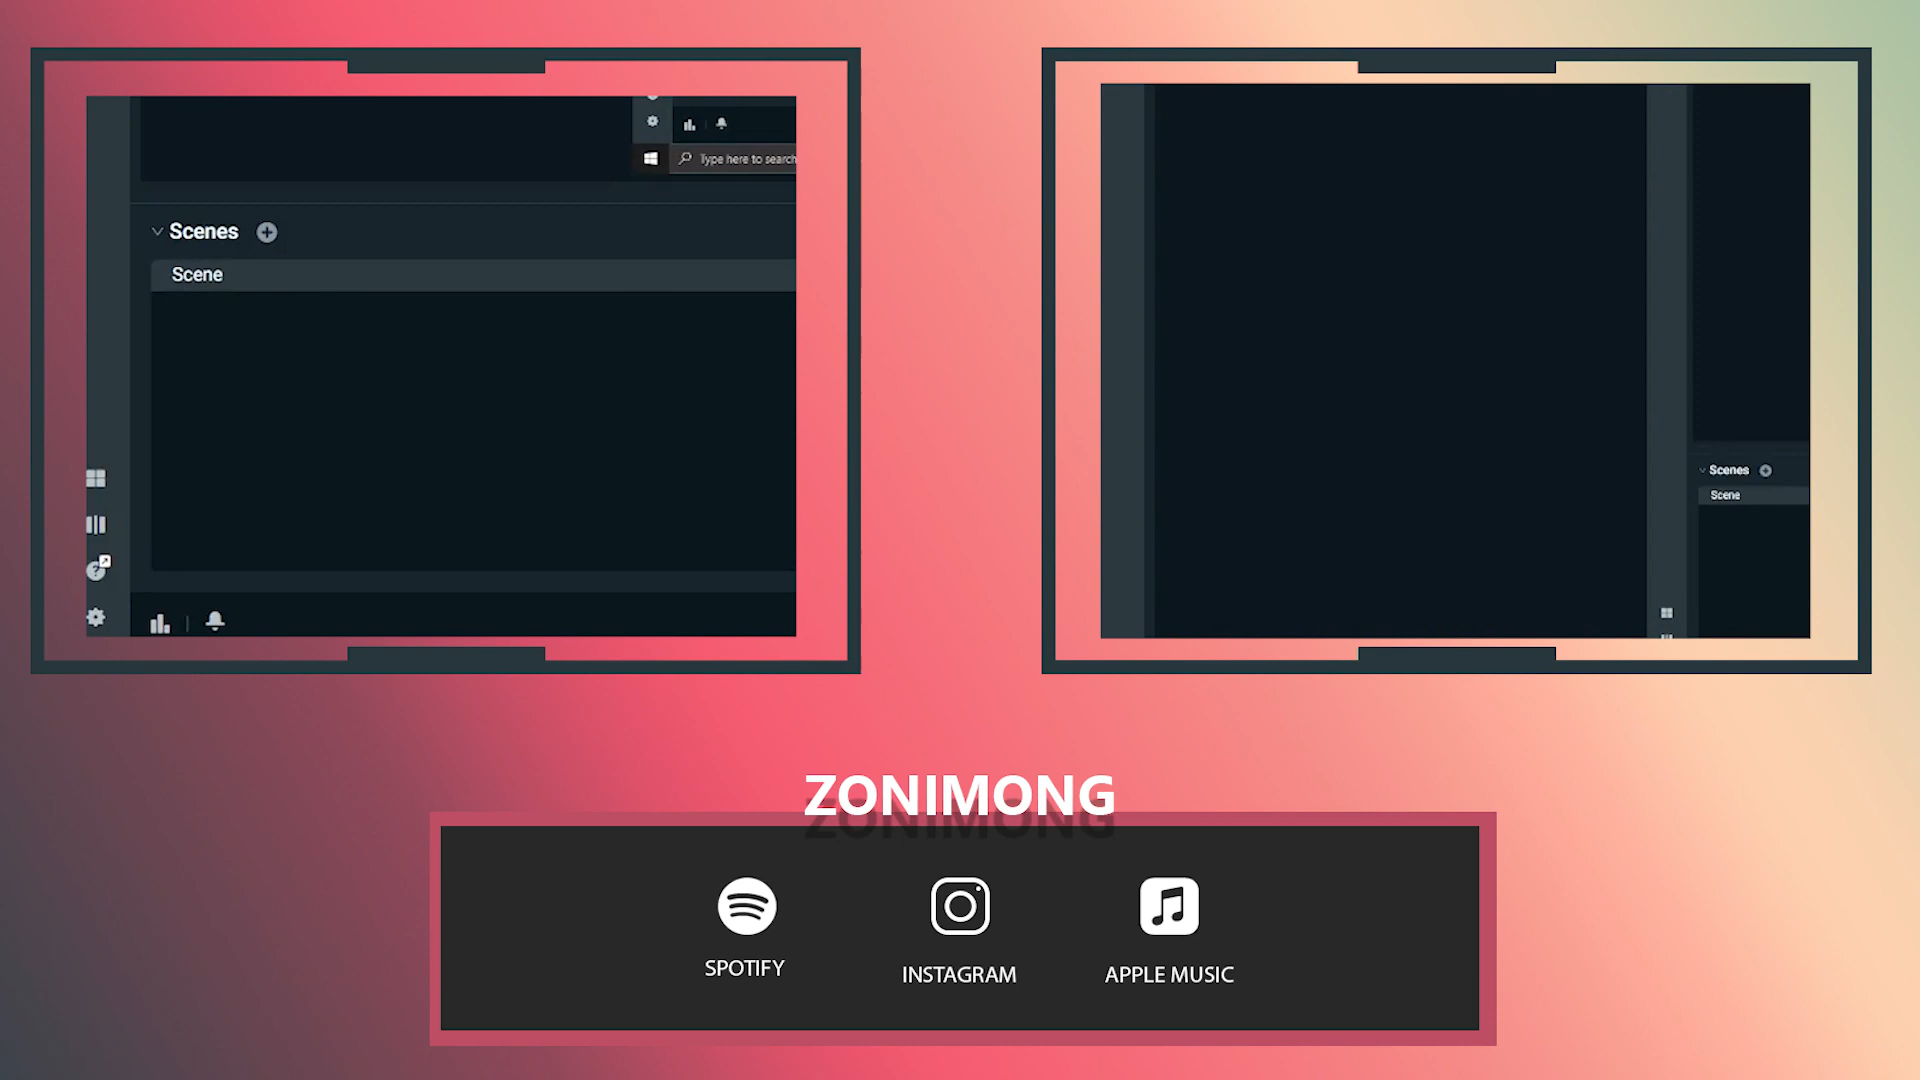 Type here to search
Scenes
Scene
Scenes
Scene
ZONIMONG
SPOTIFY
INSTAGRAM
APPLE MUSIC